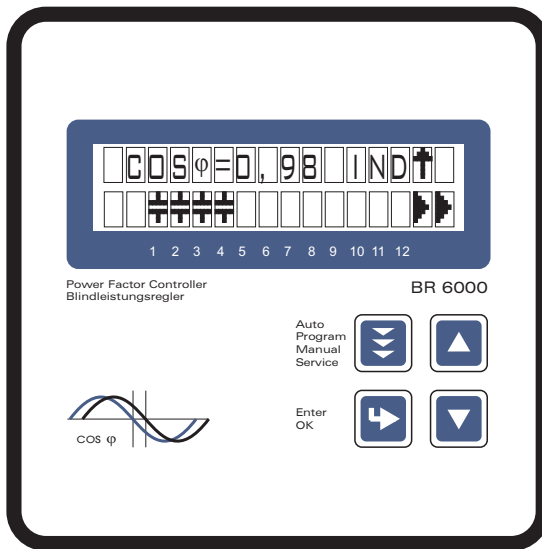 COSφ=0,98 IND
1 2 3 4 5 6 7 8 9 10 11 12
Power Factor Controller
Blindleistungsregler
BR 6000
Auto
Program
Manual
Service
Enter
OK
COS φ